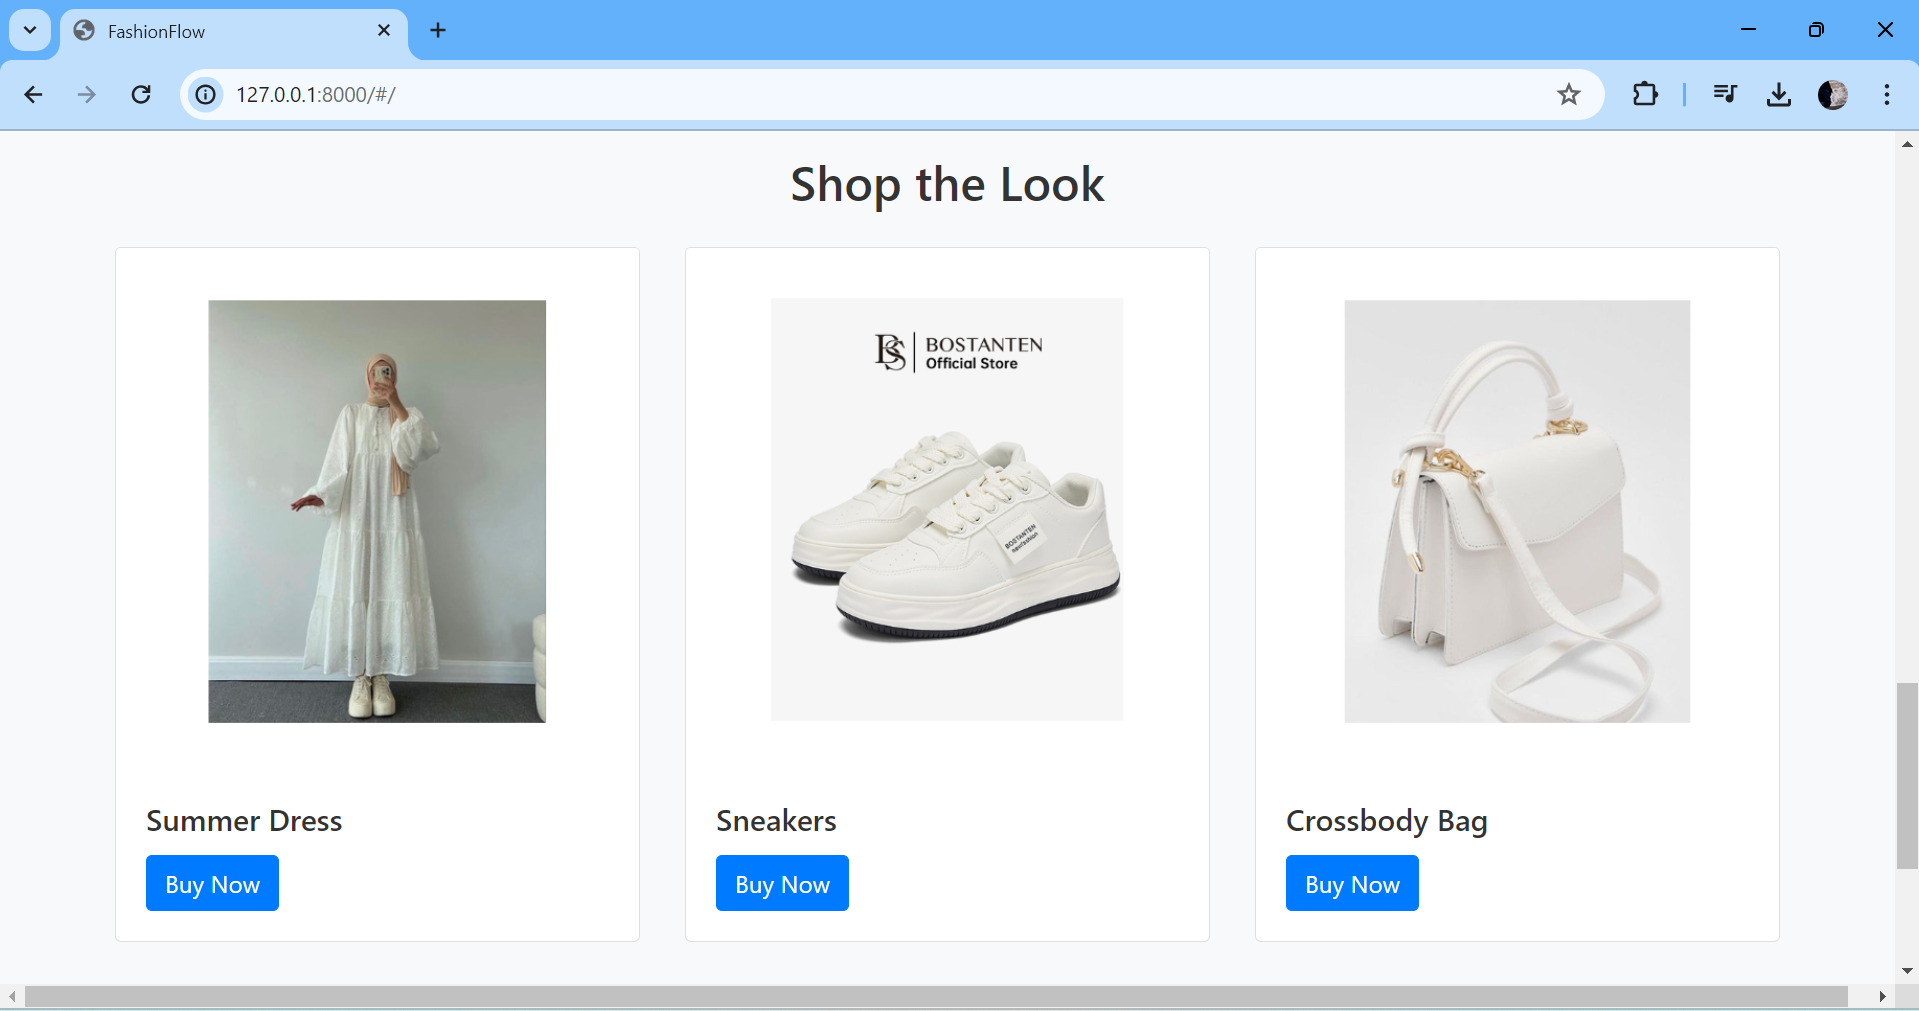 FashionFlow
127.0.0.1:8000/#/
Shop the Look
BS BOSTANTEN
Official Store
BOSTANTEN
newfashion
Summer Dress
Sneakers
Crossbody Bag
Buy Now
Buy Now
Buy Now